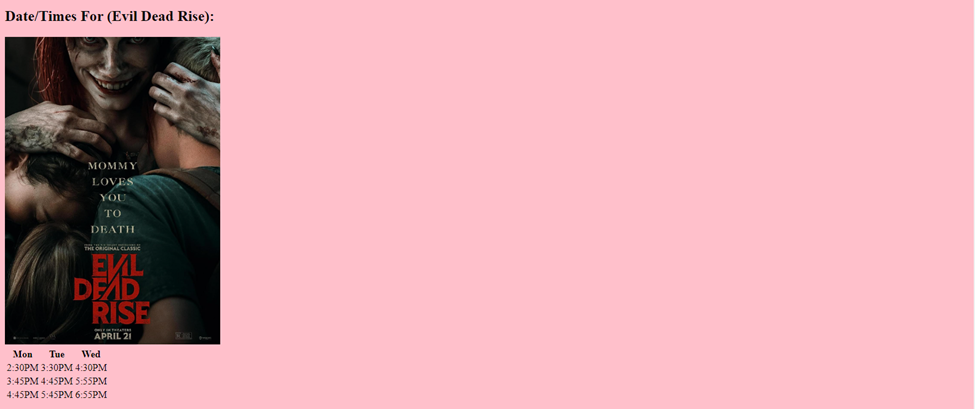 Date/Times For (Evil Dead Rise):
MOMMY
LOVES
YOU
TO
DEATH
THE ORIGINAL CLASSIC
EVIL
DEAD
RISE
ONLY IN THEATERS
APRIL 21
Mon Tue Wed
2:30PM 3:30PM 4:30PM
3:45PM 4:45PM 5:55PM
4:45PM 5:45PM 6:55PM